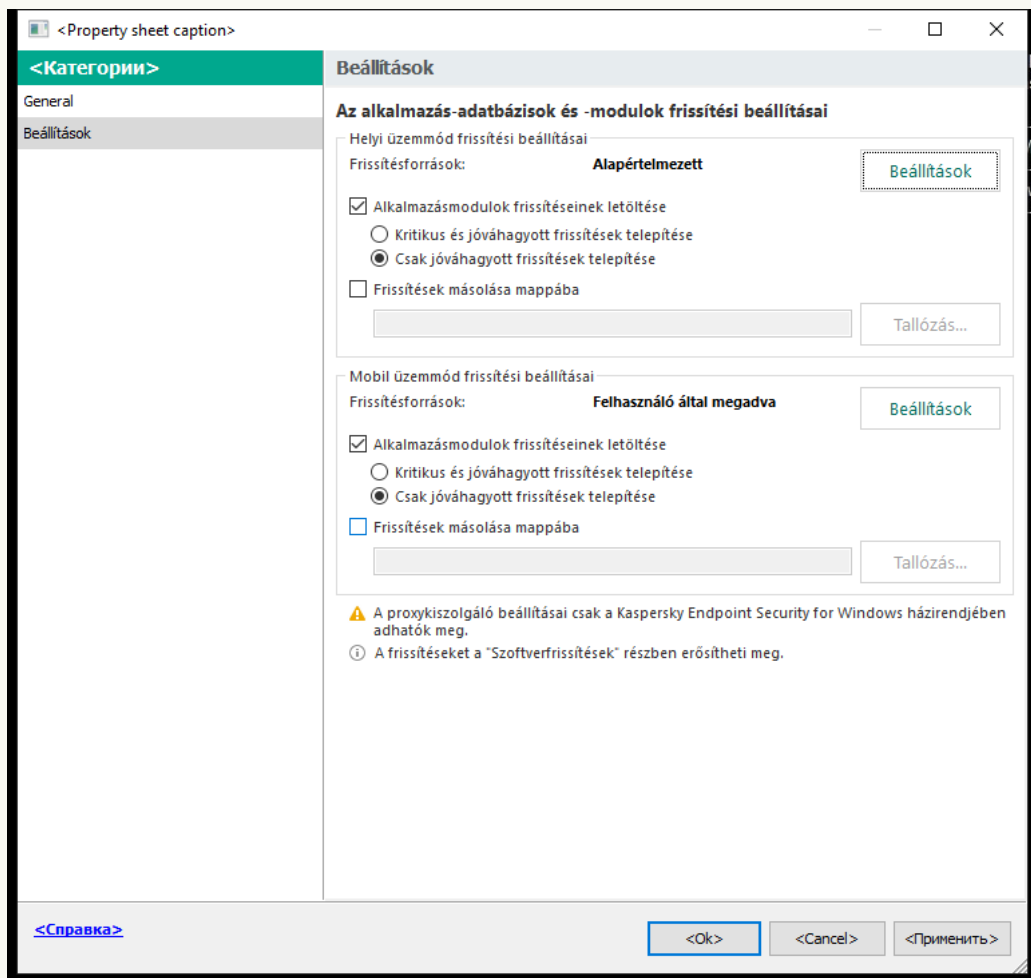 <Property sheet caption>
<Категории>
General
Beállítások
Beállítások
Az alkalmazás-adatbázisok és -modulok frissítési beállításai
Helyi üzemmód frissítési beállításai
Frissítésforrások: Alapértelmezett Beállítások
Alkalmazásmodulok frissítéseinek letöltése
Kritikus és jóváhagyott frissítések telepítése
Csak jóváhagyott frissítések telepítése
Frissítések másolása mappába
Tallózás...
Mobil üzemmód frissítési beállításai
Frissítésforrások: Felhasználó által megadva Beállítások
Alkalmazásmodulok frissítéseinek letöltése
Kritikus és jóváhagyott frissítések telepítése
Csak jóváhagyott frissítések telepítése
Frissítések másolása mappába
Tallózás...
A proxykiszolgáló beállításai csak a Kaspersky Endpoint Security for Windows házirendjében
adhatók meg.
A frissítéseket a "Szoftverfrissítések" részben erősítheti meg.
<Справка>
<Ok> <Cancel> <Применить>